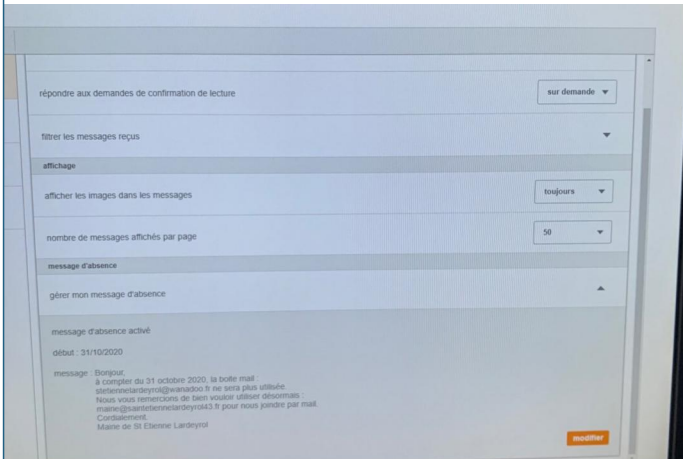 répondre aux demandes de confirmation de lecture
sur demande
filtrer les messages reçus
affichage
afficher les images dans les messages
toujours
nombre de messages affichés par page
50
message d'absence
gérer mon message d'absence
message d'absence activé
début : 31/10/2020
message : Bonjour,
à compter du 31 octobre 2020, la boite mail :
stetiennelardeyrol@wanadoo.fr ne sera plus utilisée.
Nous vous remercions de bien vouloir utiliser désormais :
mairie@saintetiennelardeyrol43.fr pour nous joindre par mail.
Cordialement,
Mairie de St Etienne Lardeyrol
modifier